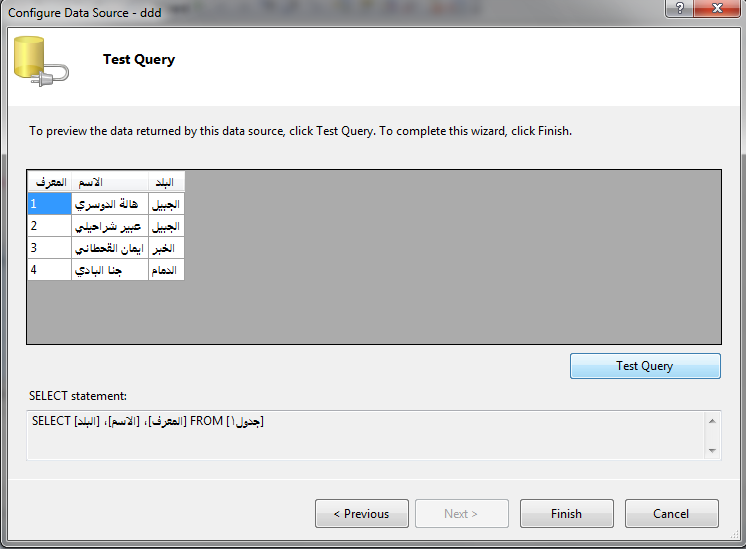 Configure Data Source - ddd
Test Query
To preview the data returned by this data source, click Test Query. To complete this wizard, click Finish.
المعرف الاسم البلد
1 هالة الدوسري الجبيل
2 عبير شراحيلي الجبيل
3 ايمان القحطاني الخبر
4 جنا البادي الدمام
Test Query
SELECT statement:
SELECT [المعرف]، [الاسم]، [البلد] FROM [جدول١]
< Previous Next > Finish Cancel